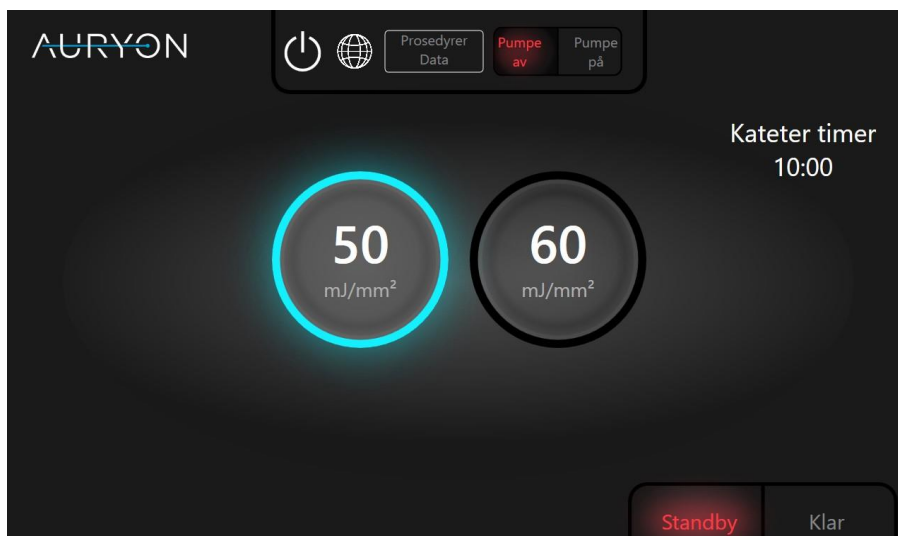 AURYON
Prosedyrer
Data
Pumpe
av
Pumpe
på
Kateter timer
10:00
50
mJ/mm²
60
mJ/mm²
Standby
Klar